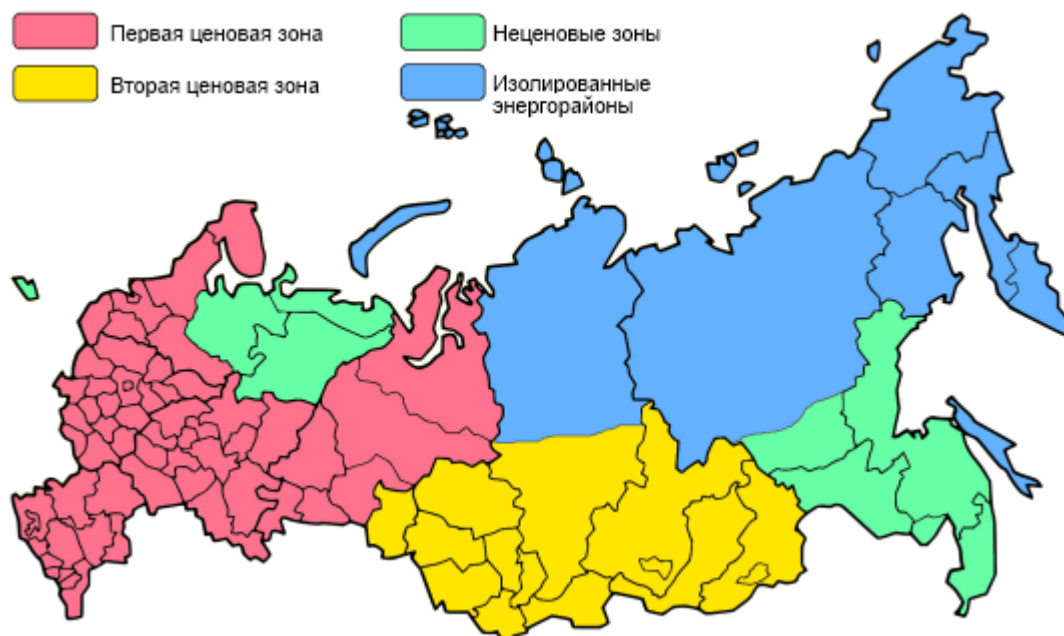 Первая ценовая зона
Вторая ценовая зона
Неценовые зоны
Изолированные
энергорайоны